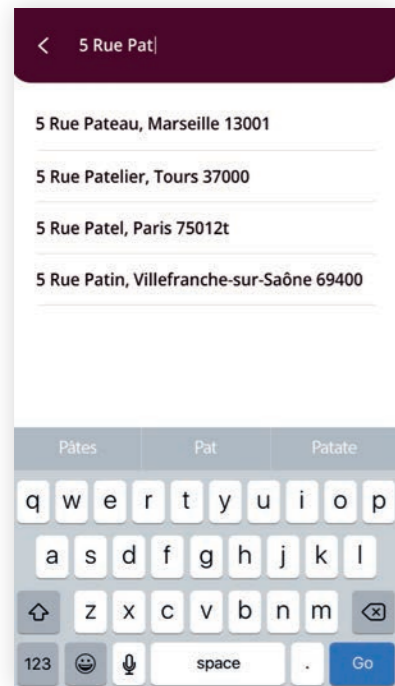 5 Rue Pat
5 Rue Pateau, Marseille 13001
5 Rue Patelier, Tours 37000
5 Rue Patel, Paris 75012t
5 Rue Patin, Villefranche-sur-Saône 69400
Pâtes Pat Patate
q w e r t y u i o p
a s d f g h j k l
z x c v b n m
123 space . Go